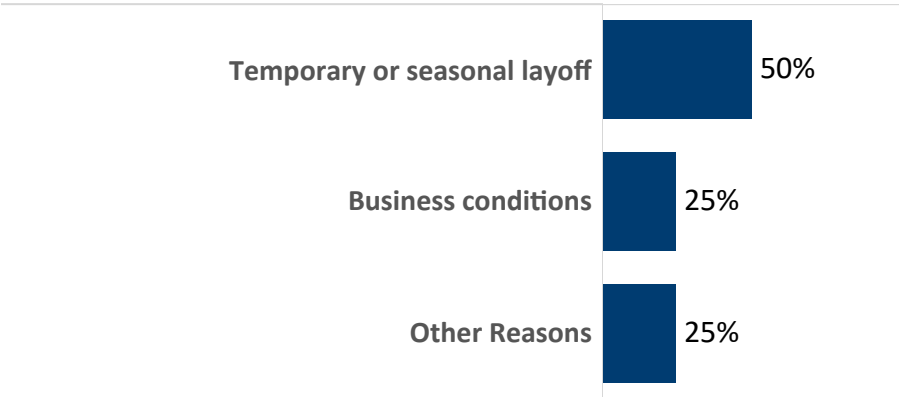 Temporary or seasonal layoff 50%
Business conditions 25%
Other Reasons 25%